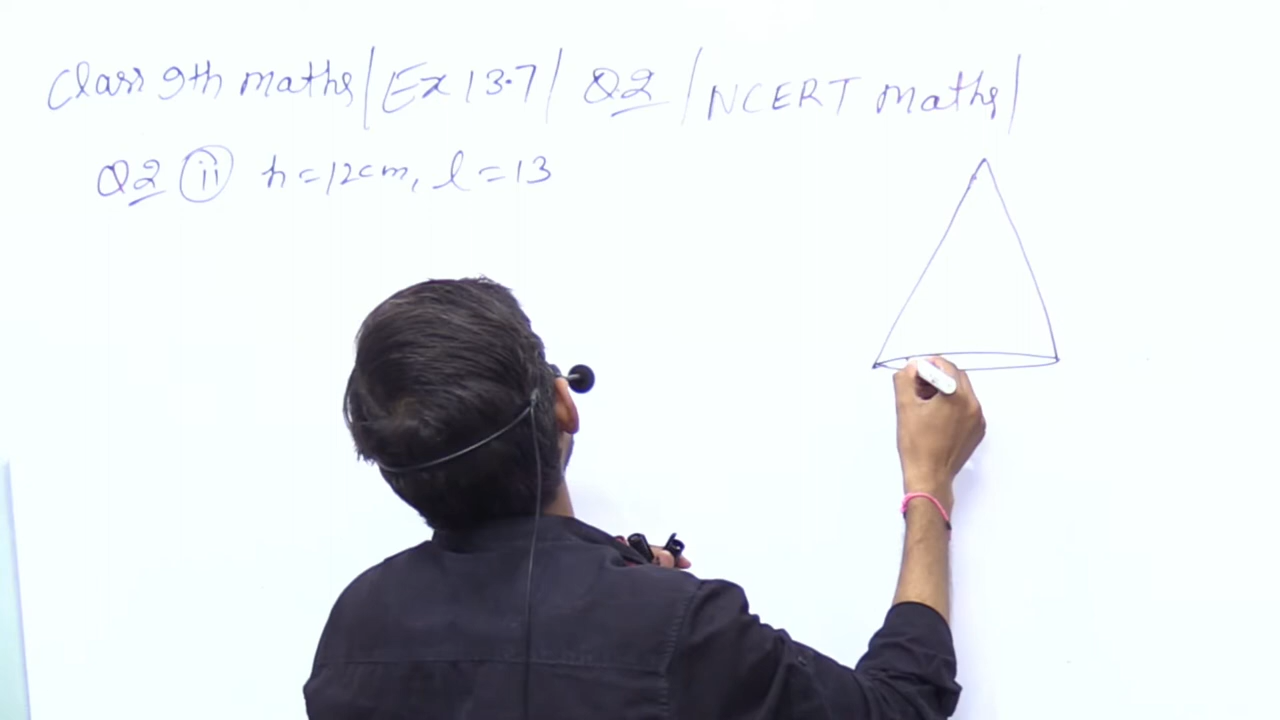 Class 9th maths | Ex 13.7 | Q2 | NCERT maths |
Q2 (ii) h = 12cm, l = 13